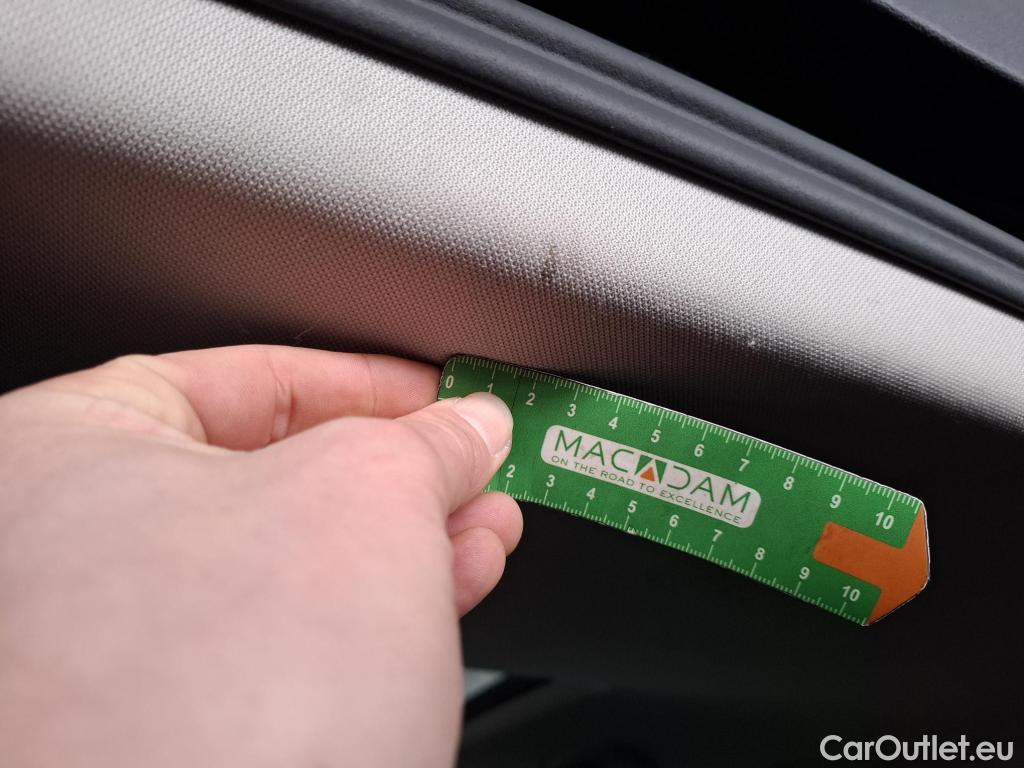 0 1 2 3 4 5 6 7 8 9 10
MACADAM
ON THE ROAD TO EXCELLENCE
2 3 4 5 6 7 8 9 10
CarOutlet.eu